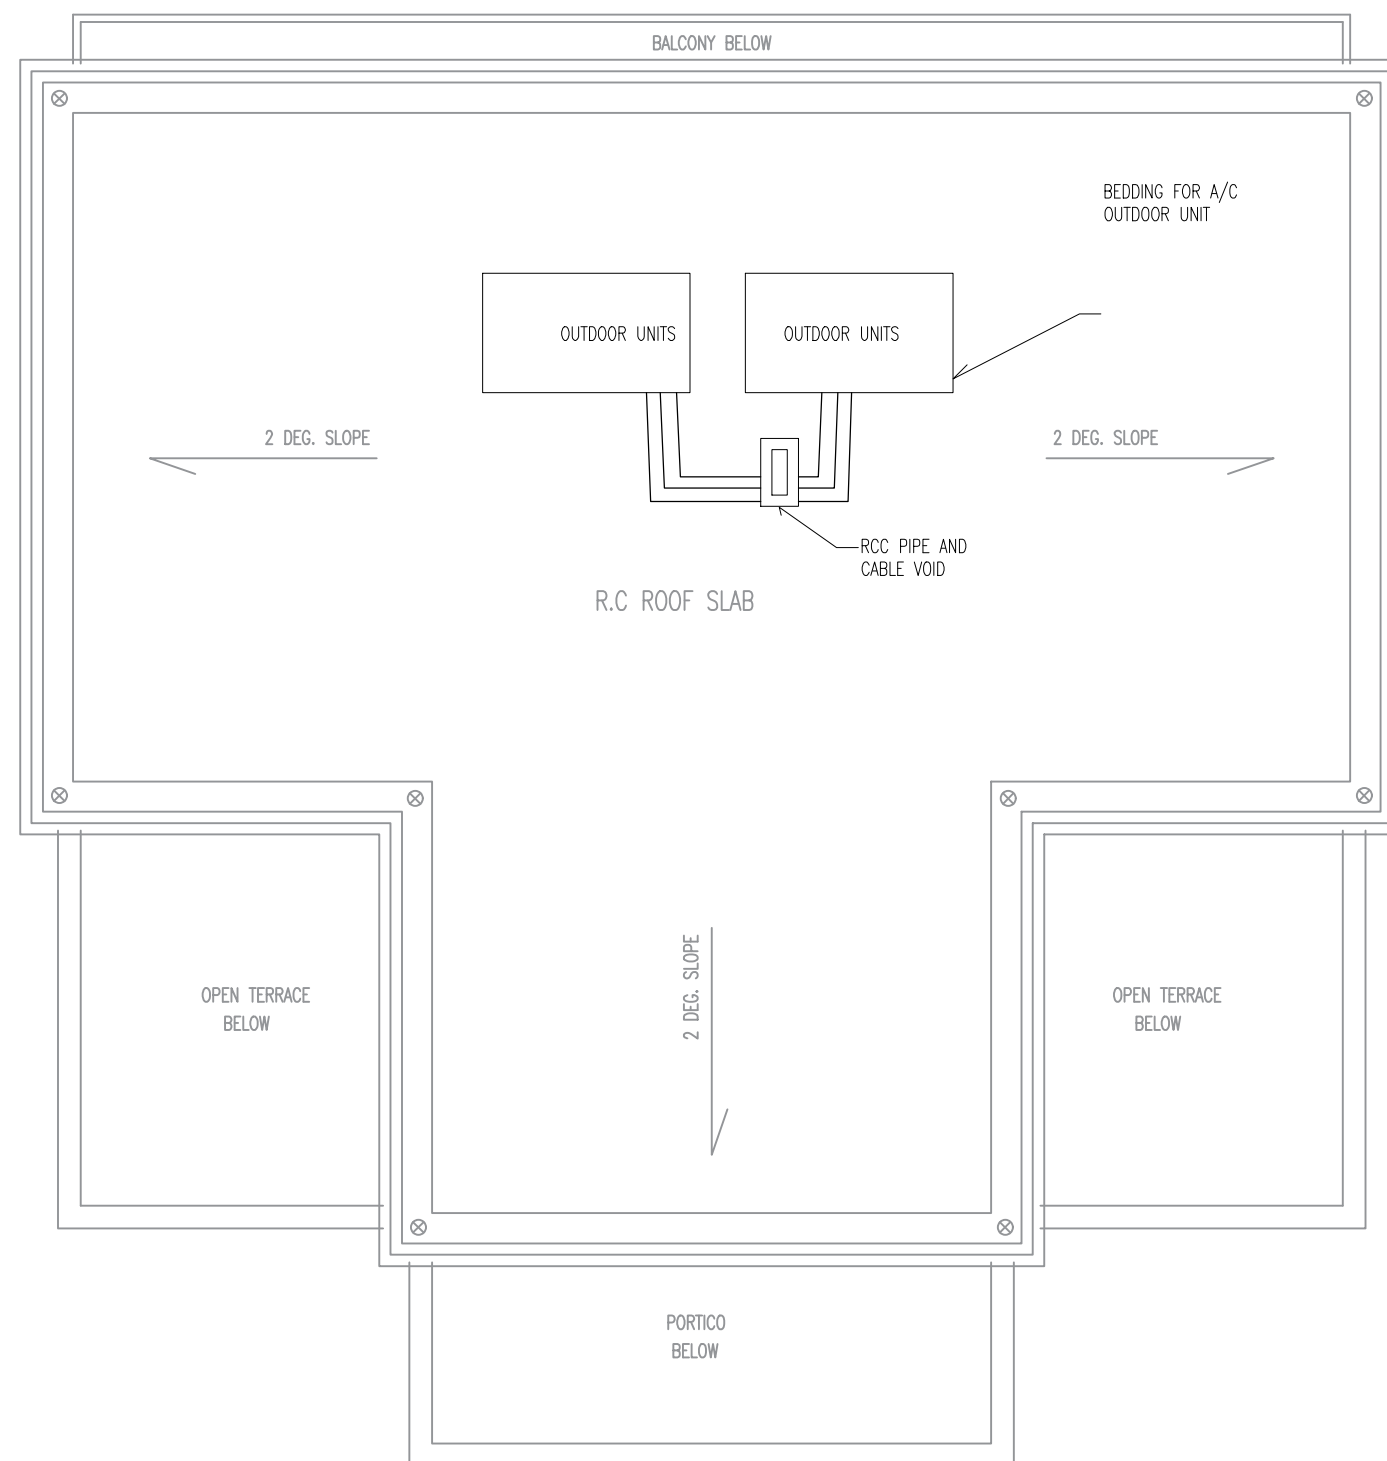 BALCONY BELOW
BEDDING FOR A/C
OUTDOOR UNIT
OUTDOOR UNITS
OUTDOOR UNITS
2 DEG. SLOPE
2 DEG. SLOPE
RCC PIPE AND
CABLE VOID
R.C ROOF SLAB
2 DEG. SLOPE
OPEN TERRACE
BELOW
OPEN TERRACE
BELOW
PORTICO
BELOW